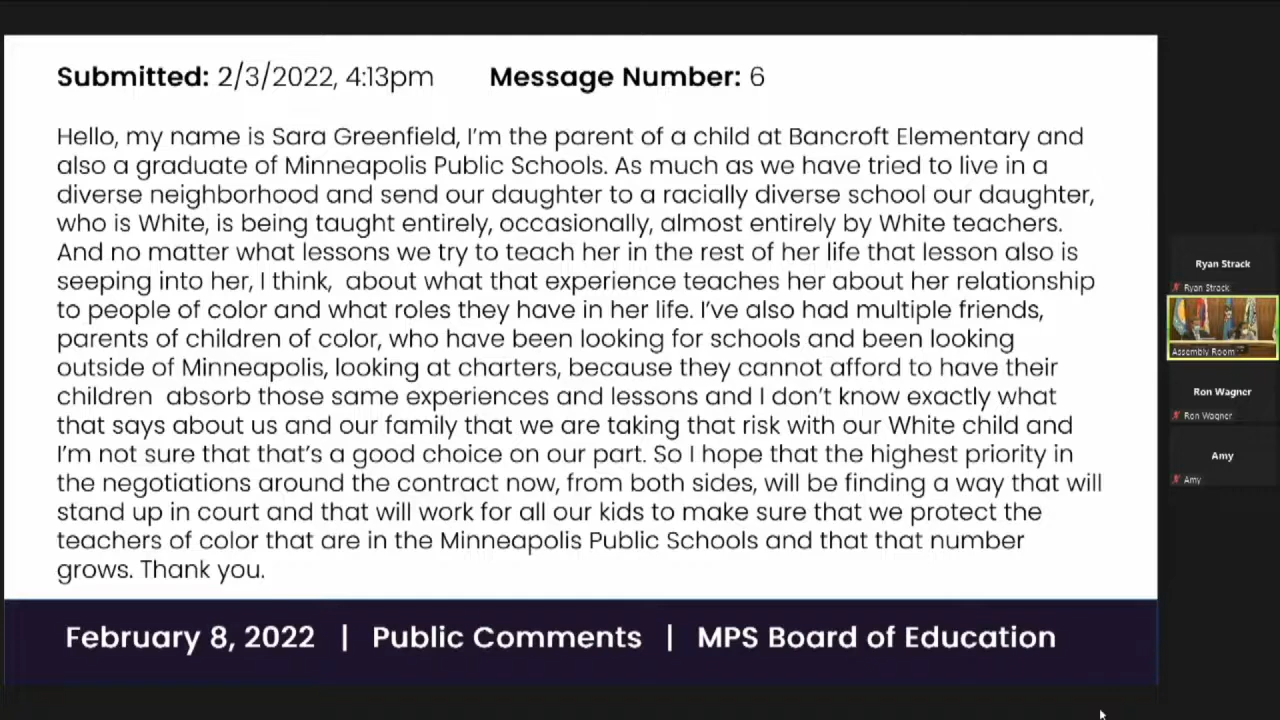 Submitted: 2/3/2022, 4:13pm Message Number: 6
Hello, my name is Sara Greenfield, I'm the parent of a child at Bancroft Elementary and
also a graduate of Minneapolis Public Schools. As much as we have tried to live in a
diverse neighborhood and send our daughter to a racially diverse school our daughter,
who is White, is being taught entirely, occasionally, almost entirely by White teachers.
And no matter what lessons we try to teach her in the rest of her life that lesson also is
seeping into her, I think,  about what that experience teaches her about her relationship
to people of color and what roles they have in her life. I've also had multiple friends,
parents of children of color, who have been looking for schools and been looking
outside of Minneapolis, looking at charters, because they cannot afford to have their
children  absorb those same experiences and lessons and I don't know exactly what
that says about us and our family that we are taking that risk with our White child and
I'm not sure that that's a good choice on our part. So I hope that the highest priority in
the negotiations around the contract now, from both sides, will be finding a way that will
stand up in court and that will work for all our kids to make sure that we protect the
teachers of color that are in the Minneapolis Public Schools and that that number
grows. Thank you.
February 8, 2022 | Public Comments | MPS Board of Education
Ryan Strack
Ryan Strack
Assembly Room
Ron Wagner
Ron Wagner
Amy
Amy